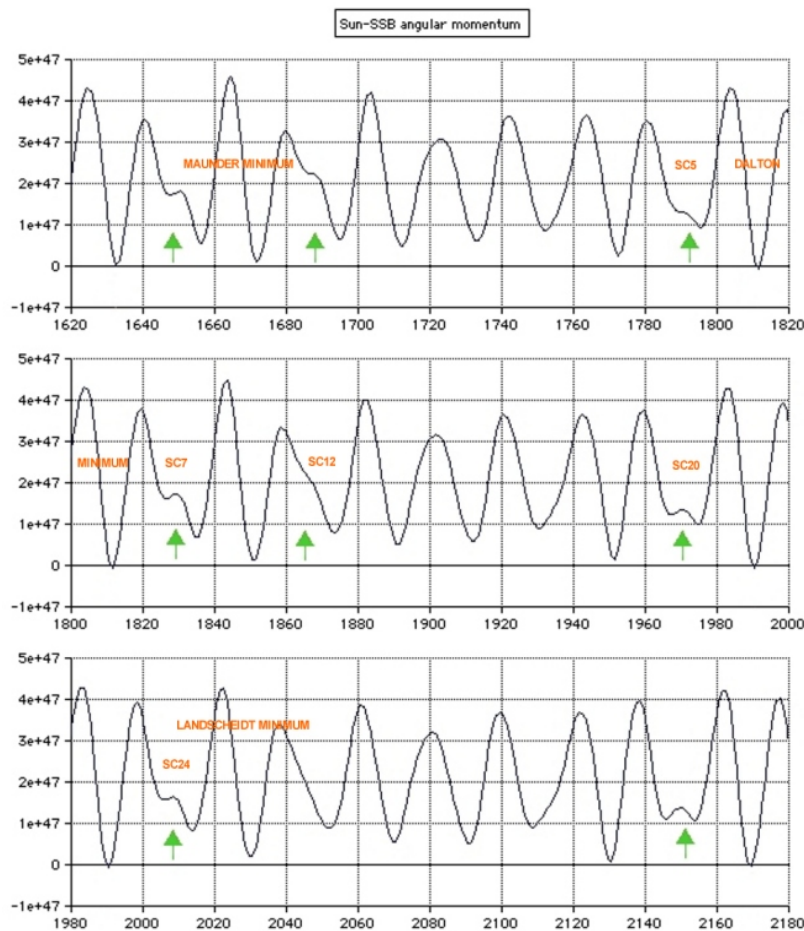 Sun-SSB angular momentum
5e+47
4e+47
3e+47
MAUNDER MINIMUM
SC5
DALTON
2e+47
1e+47
0
-1e+47
1620 1640 1660 1680 1700 1720 1740 1760 1780 1800 1820
5e+47
4e+47
3e+47
MINIMUM
SC7
SC12
SC20
2e+47
1e+47
0
-1e+47
1800 1820 1840 1860 1880 1900 1920 1940 1960 1980 2000
5e+47
4e+47
LANDSCHEIDT MINIMUM
3e+47
SC24
2e+47
1e+47
0
-1e+47
1980 2000 2020 2040 2060 2080 2100 2120 2140 2160 2180